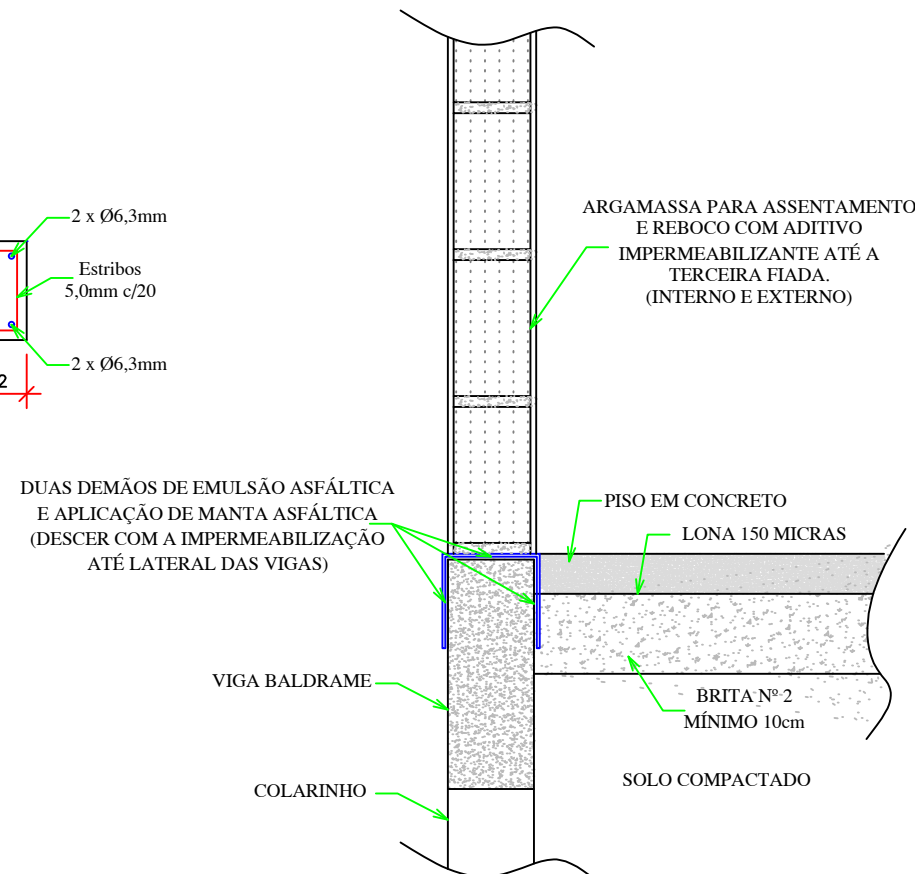 2 x Ø6,3mm
Estribos
5,0mm c/20
2 x Ø6,3mm
2
ARGAMASSA PARA ASSENTAMENTO
E REBOCO COM ADITIVO
IMPERMEABILIZANTE ATÉ A
TERCEIRA FIADA.
(INTERNO E EXTERNO)
DUAS DEMÃOS DE EMULSÃO ASFÁLTICA
E APLICAÇÃO DE MANTA ASFÁLTICA
(DESCER COM A IMPERMEABILIZAÇÃO
ATÉ LATERAL DAS VIGAS)
PISO EM CONCRETO
LONA 150 MICRAS
VIGA BALDRAME
BRITA Nº 2
MÍNIMO 10cm
COLARINHO
SOLO COMPACTADO